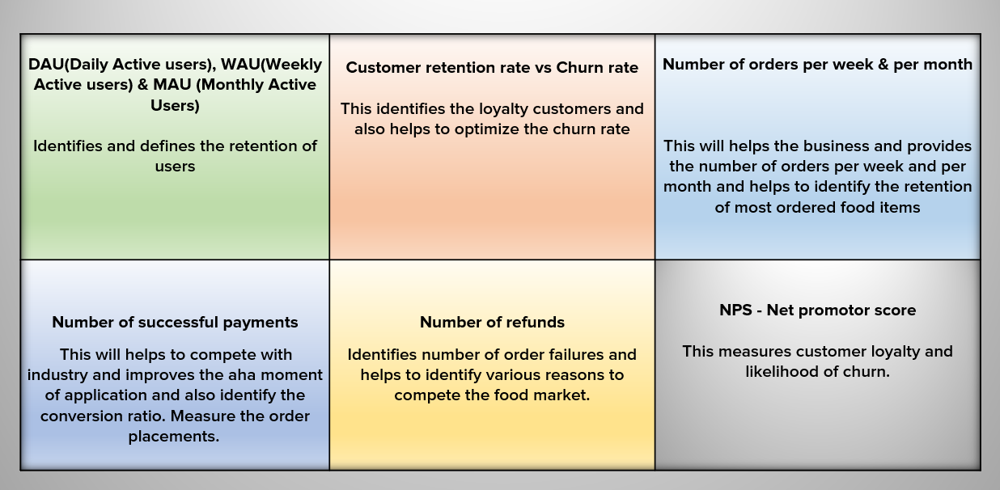 DAU(Daily Active users), WAU(Weekly
Active users) & MAU (Monthly Active
Users)
Identifies and defines the retention of
users
Customer retention rate vs Churn rate
This identifies the loyalty customers and
also helps to optimize the churn rate
Number of orders per week & per month
This will helps the business and provides
the number of orders per week and per
month and helps to identify the retention
of most ordered food items
Number of successful payments
This will helps to compete with
industry and improves the aha moment
of application and also identify the
conversion ratio. Measure the order
placements.
Number of refunds
Identifies number of order failures and
helps to identify various reasons to
compete the food market.
NPS - Net promotor score
This measures customer loyalty and
likelihood of churn.